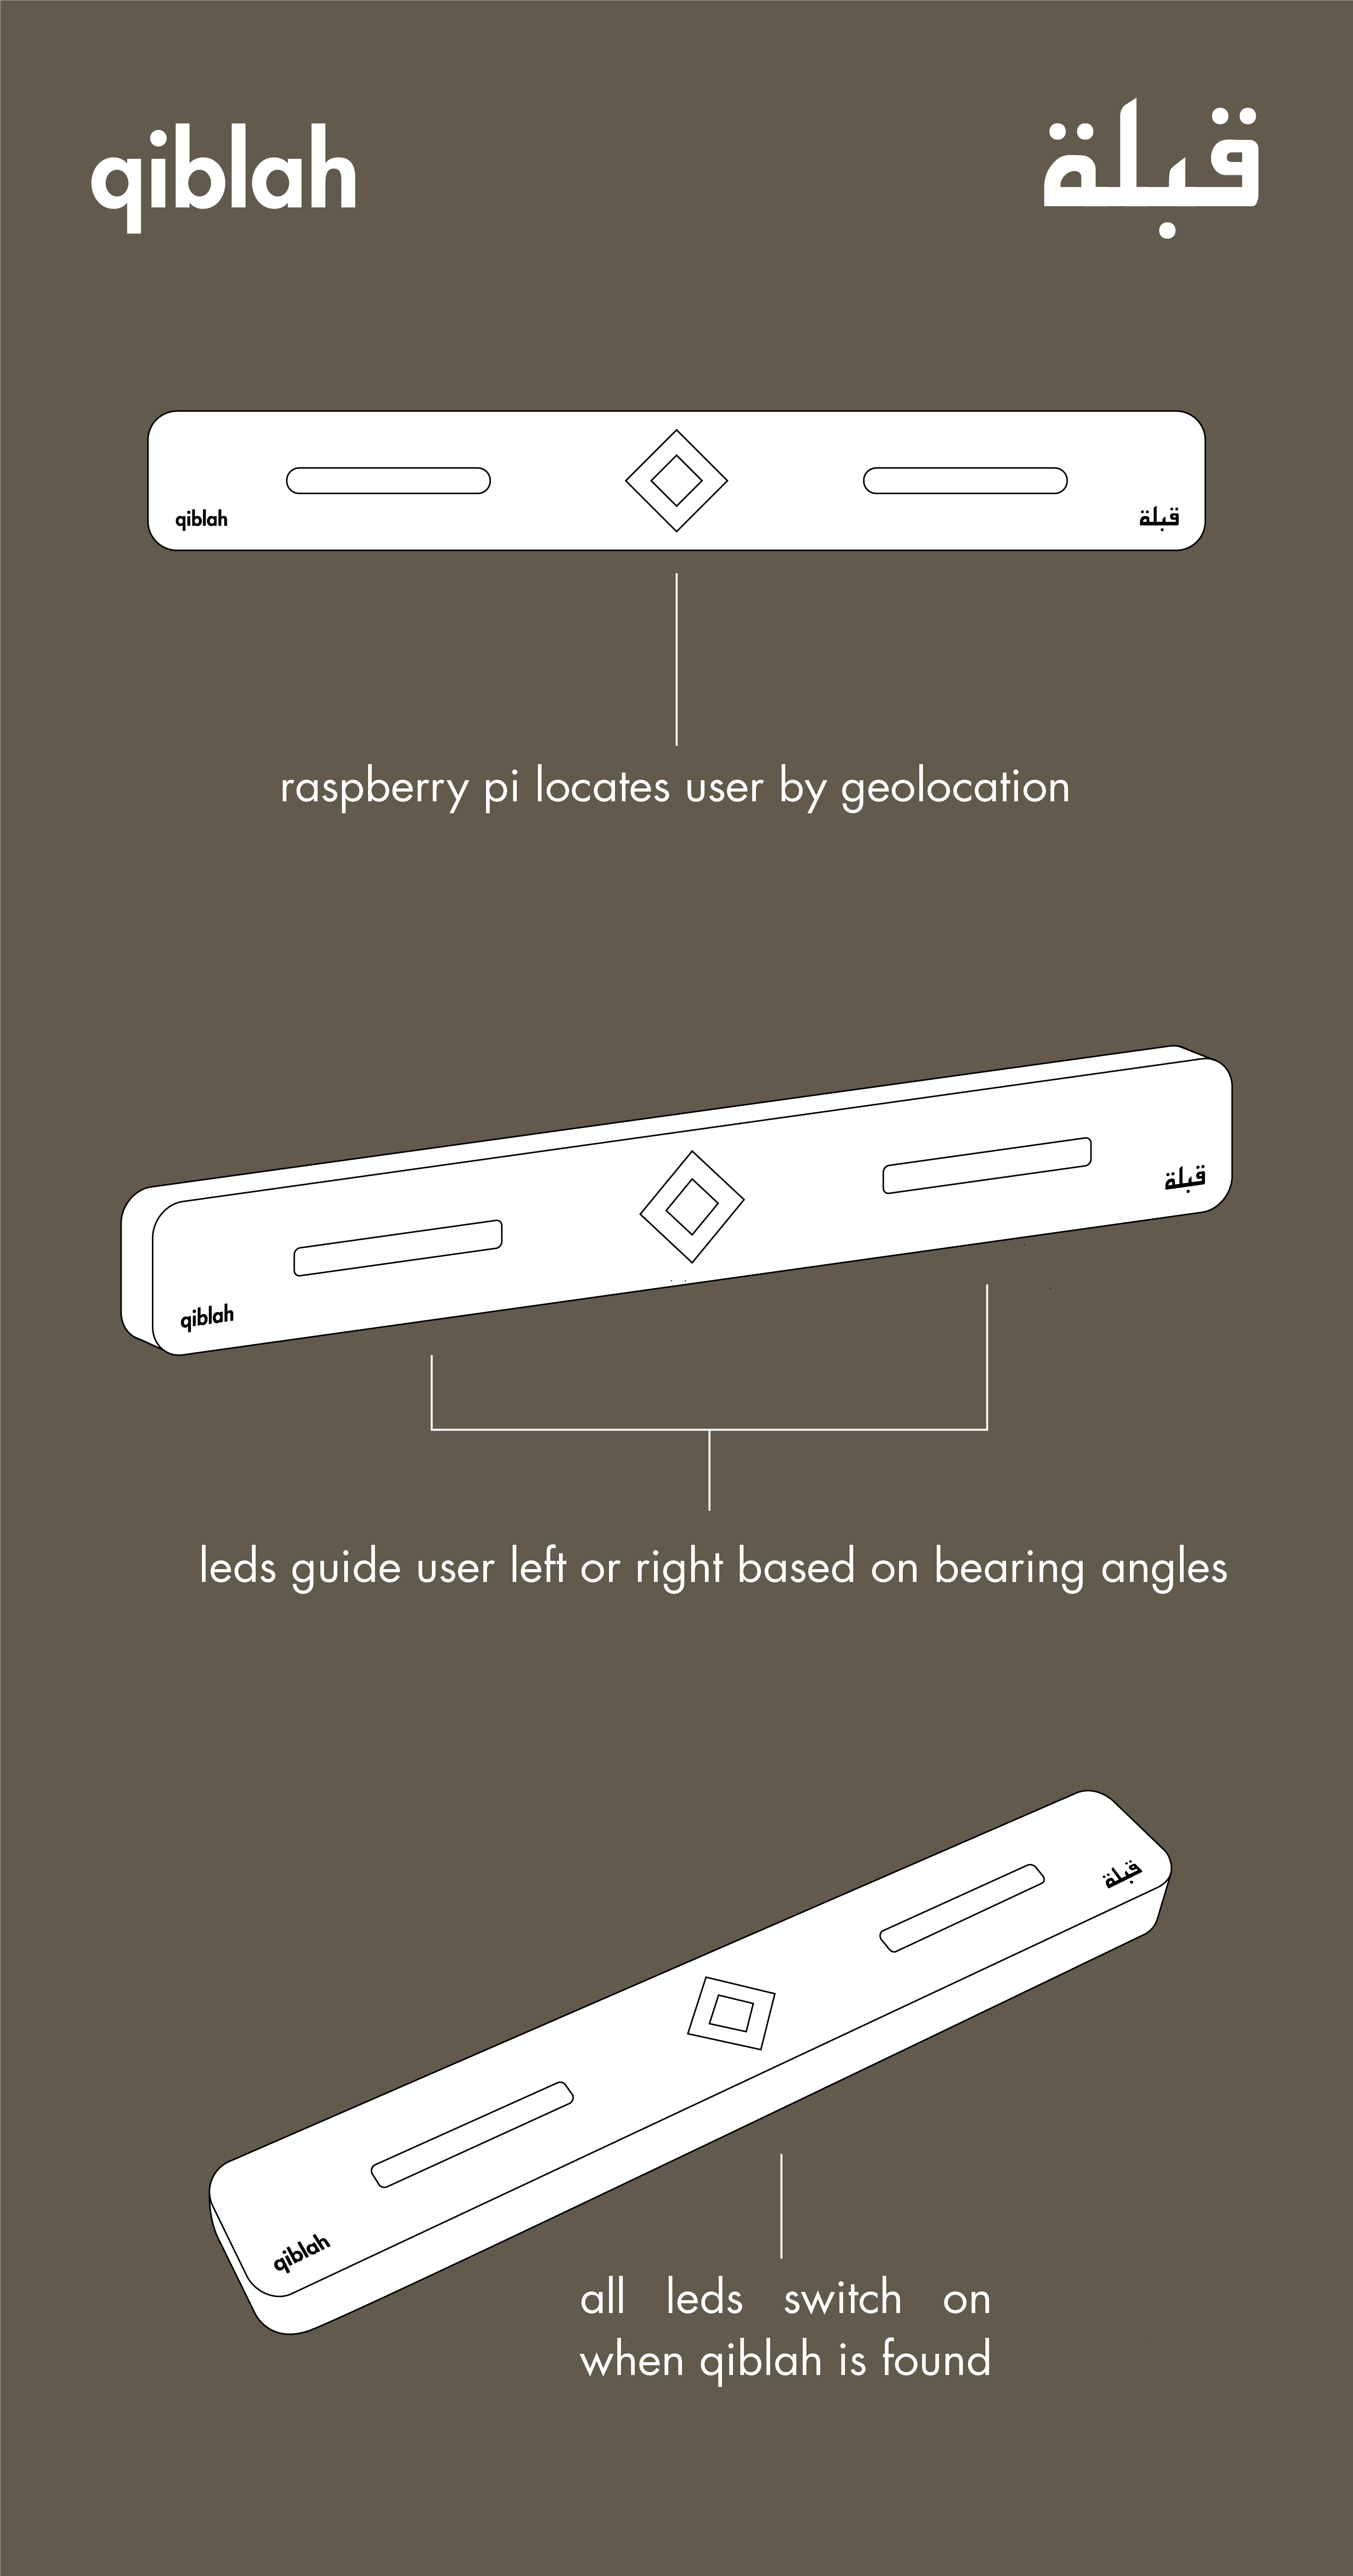 qiblah
قبلة
qiblah
قبلة
raspberry pi locates user by geolocation
قبلة
qiblah
leds guide user left or right based on bearing angles
قبلة
qiblah
all leds switch on
when qiblah is found